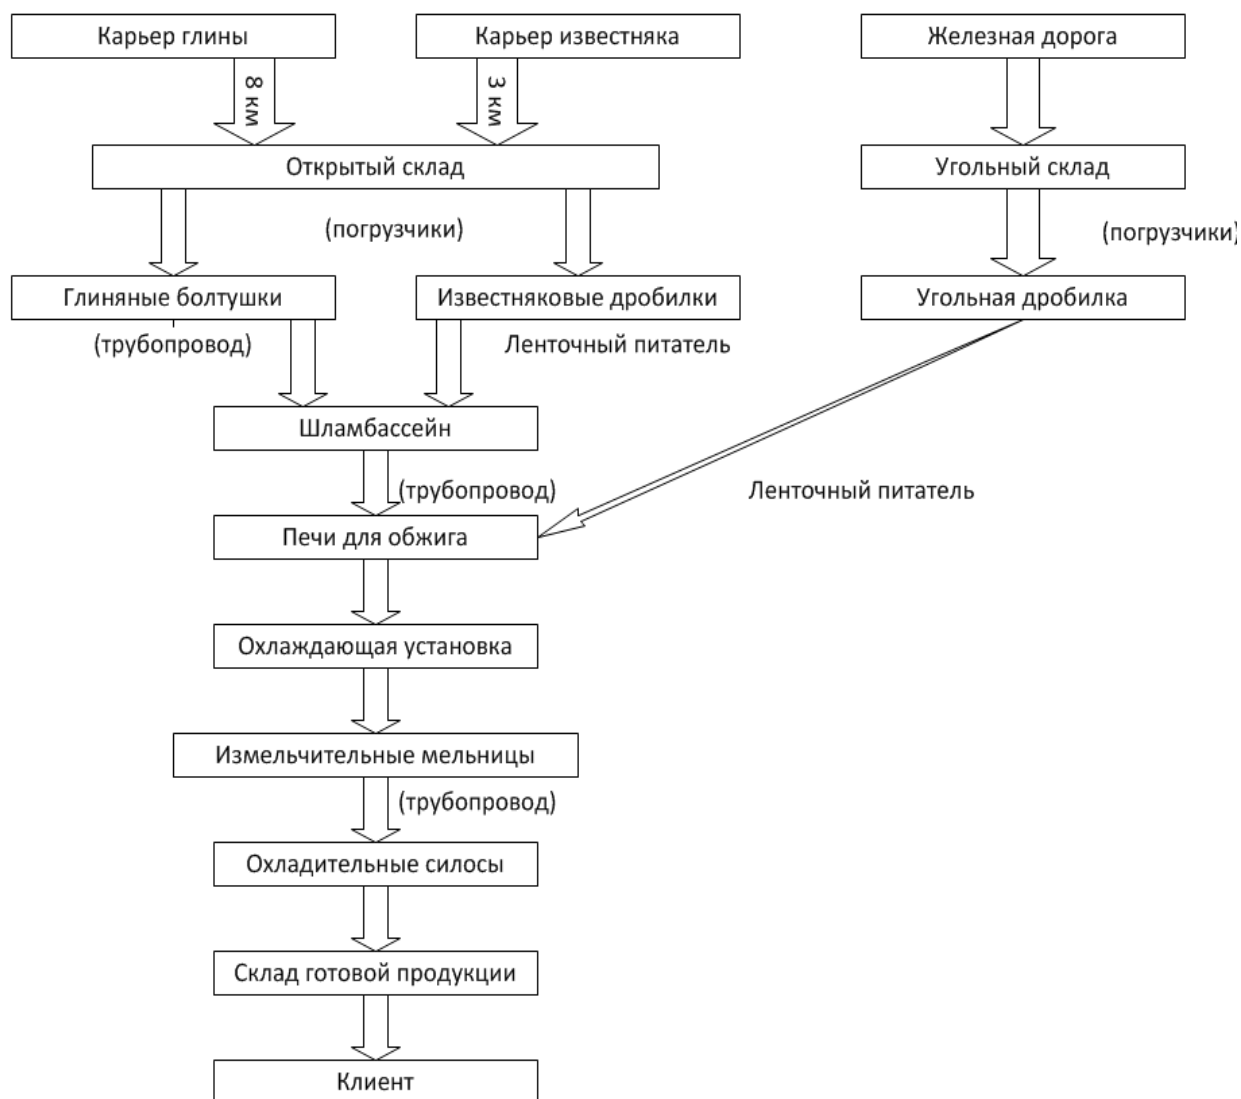 Карьер глины
Карьер известняка
Железная дорога
8 км
3 км
Открытый склад
Угольный склад
(погрузчики)
(погрузчики)
Глиняные болтушки
Известняковые дробилки
Угольная дробилка
(трубопровод)
Ленточный питатель
Шламбассейн
(трубопровод)
Ленточный питатель
Печи для обжига
Охлаждающая установка
Измельчительные мельницы
(трубопровод)
Охладительные силосы
Склад готовой продукции
Клиент